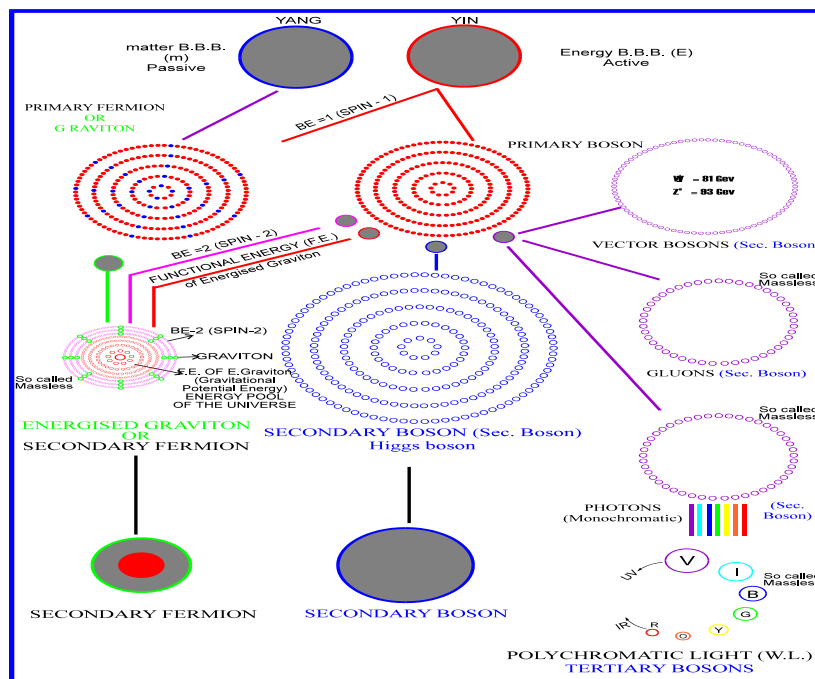 YANG
YIN
matter B.B.B.
(m)
Passive
Energy B.B.B. (E)
Active
PRIMARY FERMION
OR
G RAVITON
BE =1 (SPIN - 1)
PRIMARY BOSON
= 81 Gev
Z° = 93 Gev
VECTOR BOSONS (Sec. Boson)
BE =2 (SPIN - 2)
FUNCTIONAL ENERGY (F.E.)
of Energised Graviton
So called
Massless
GLUONS (Sec. Boson)
BE-2 (SPIN-2)
GRAVITON
F.E. OF E.Graviton
(Gravitational
Potential Energy)
ENERGY POOL
OF THE UNIVERSE
So called
Massless
ENERGISED GRAVITON
OR
SECONDARY FERMION
SECONDARY BOSON (Sec. Boson)
Higgs boson
So called
Massless
PHOTONS
(Monochromatic)
(Sec.
Boson)
SECONDARY FERMION
SECONDARY BOSON
V
UV
I
So called
Massless
B
G
Y
O
R
IR
POLYCHROMATIC LIGHT (W.L.)
TERTIARY BOSONS